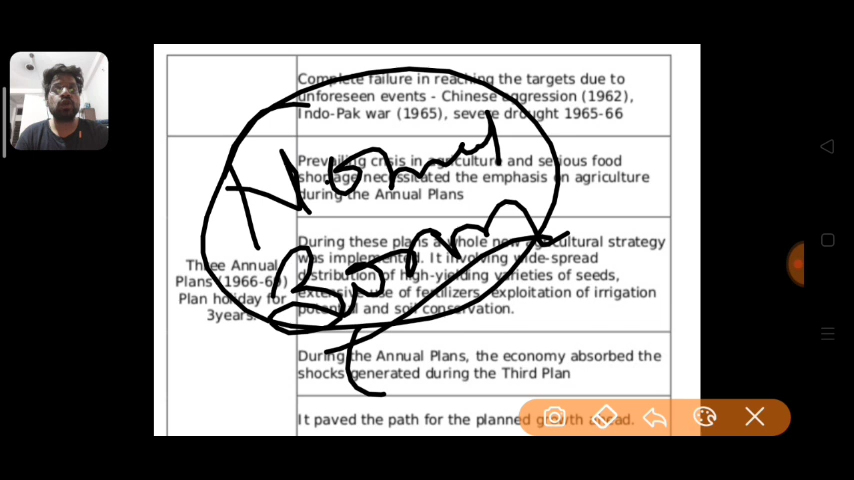 Complete failure in reaching the targets due to
unforeseen events - Chinese aggression (1962),
Indo-Pak war (1965), severe drought 1965-66
Prevailing crisis in agriculture and serious food
shortage necessitated the emphasis on agriculture
during the Annual Plans
Three Annual
Plans (1966-69)
Plan holiday for
3years.
During these plans a whole new agricultural strategy
was implemented. It involving wide-spread
distribution of high-yielding varieties of seeds,
extensive use of fertilizers, exploitation of irrigation
potential and soil conservation.
During the Annual Plans, the economy absorbed the
shocks generated during the Third Plan
It paved the path for the planned growth ahead.